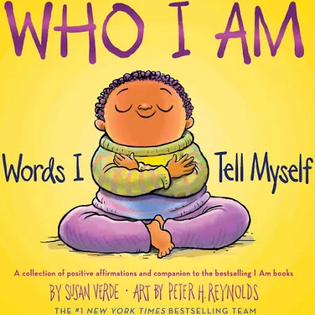 WHO I AM
Words I Tell Myself
A collection of positive affirmations and companion to the bestselling I Am books
BY SUSAN VERDE · ART BY PETER H. REYNOLDS
THE #1 NEW YORK TIMES BESTSELLING TEAM